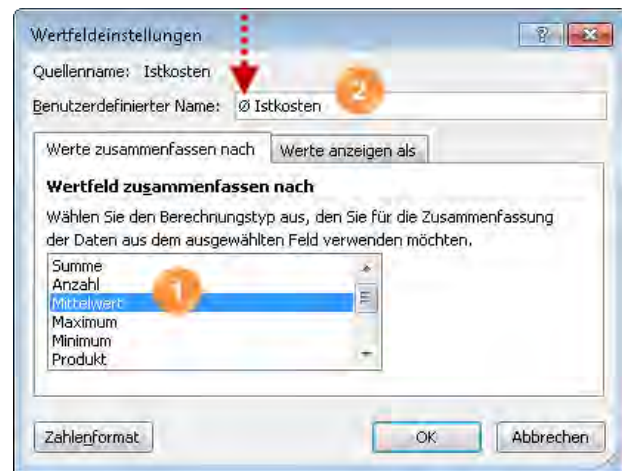 Wertfeldeinstellungen
Quellenname: Istkosten
Benutzerdefinierter Name: Ø Istkosten
2
Werte zusammenfassen nach Werte anzeigen als
Wertfeld zusammenfassen nach
Wählen Sie den Berechnungstyp aus, den Sie für die Zusammenfassung
der Daten aus dem ausgewählten Feld verwenden möchten.
Summe
Anzahl
Mittelwert
1
Maximum
Minimum
Produkt
Zahlenformat OK Abbrechen